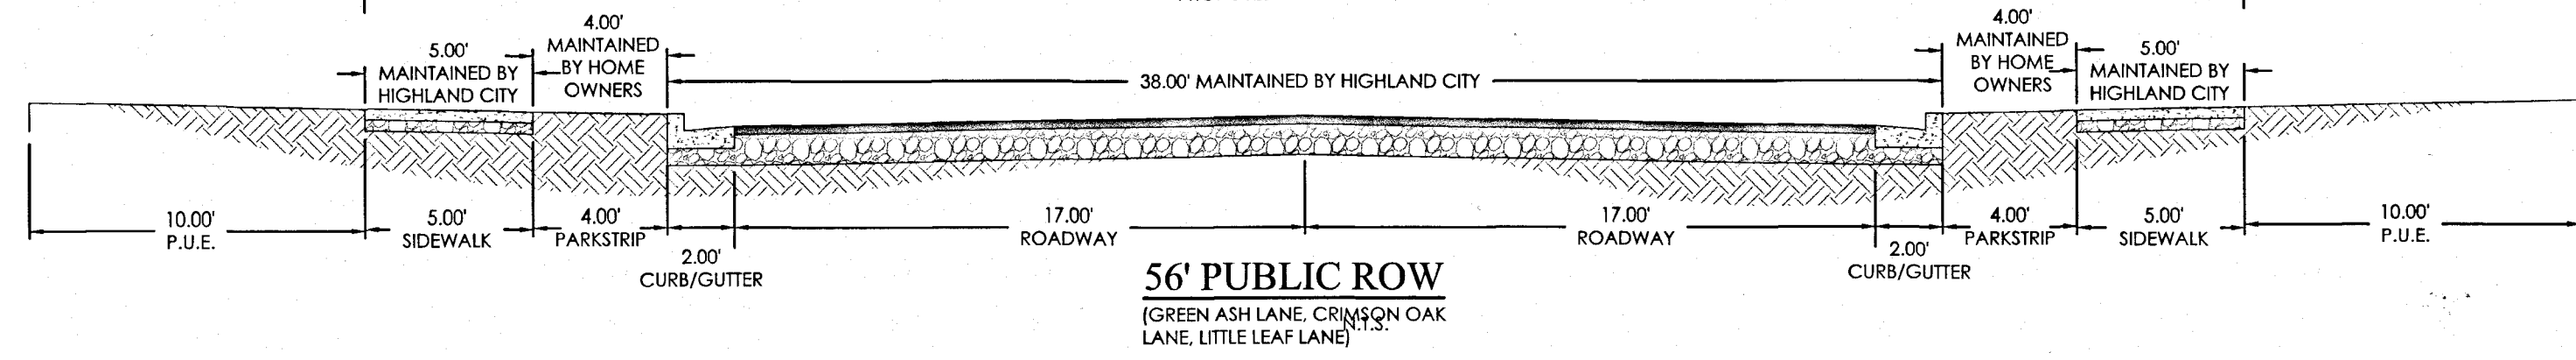 4.00'
MAINTAINED
BY HOME
OWNERS
5.00'
MAINTAINED BY
HIGHLAND CITY
38.00' MAINTAINED BY HIGHLAND CITY
4.00'
MAINTAINED
BY HOME
OWNERS
5.00'
MAINTAINED BY
HIGHLAND CITY
10.00'
P.U.E.
5.00'
SIDEWALK
4.00'
PARKSTRIP
2.00'
CURB/GUTTER
17.00'
ROADWAY
17.00'
ROADWAY
2.00'
CURB/GUTTER
4.00'
PARKSTRIP
5.00'
SIDEWALK
10.00'
P.U.E.
56' PUBLIC ROW
(GREEN ASH LANE, CRIMSON OAK
N.T.S.
LANE, LITTLE LEAF LANE)